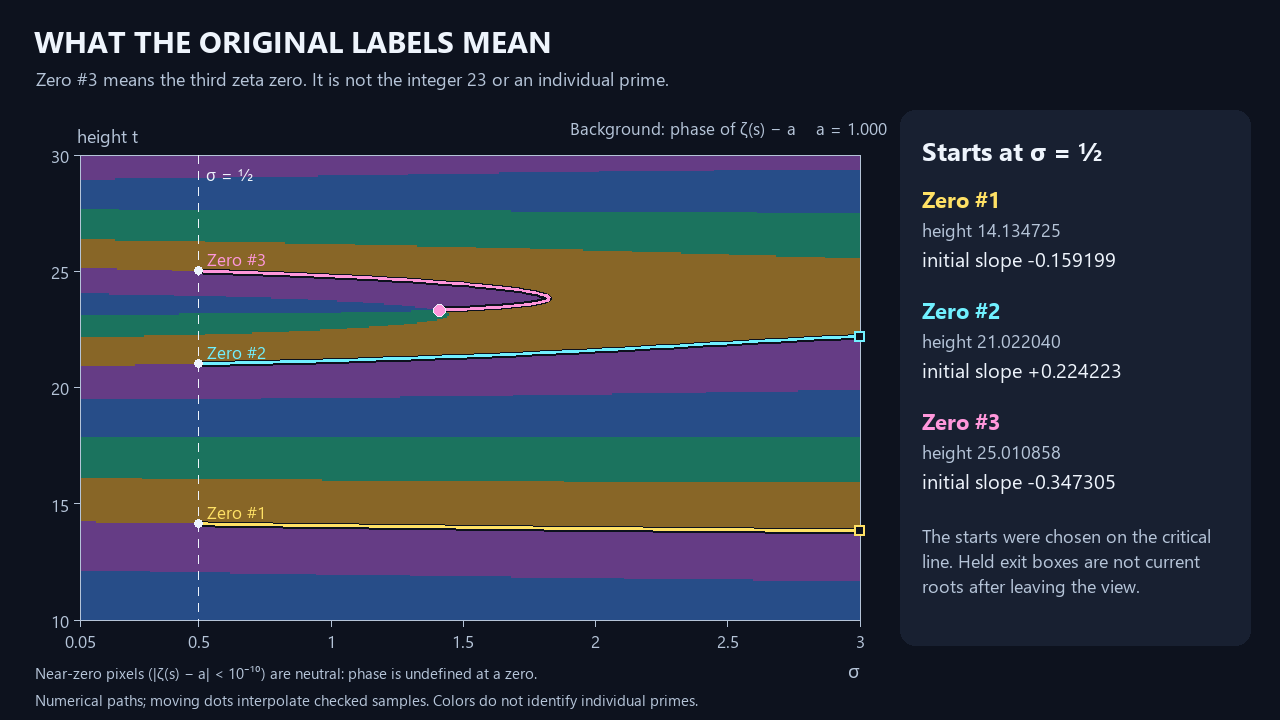 WHAT THE ORIGINAL LABELS MEAN
Zero #3 means the third zeta zero. It is not the integer 23 or an individual prime.
height t
Background: phase of ζ(s) − a    a = 1.000
30
25
20
15
10
σ = ½
Zero #3
Zero #2
Zero #1
0.05
0.5
1
1.5
2
2.5
3
σ
Starts at σ = ½
Zero #1
height 14.134725
initial slope -0.159199
Zero #2
height 21.022040
initial slope +0.224223
Zero #3
height 25.010858
initial slope -0.347305
The starts were chosen on the critical
line. Held exit boxes are not current
roots after leaving the view.
Near-zero pixels (|ζ(s) − a| < 10⁻¹⁰) are neutral: phase is undefined at a zero.
Numerical paths; moving dots interpolate checked samples. Colors do not identify individual primes.